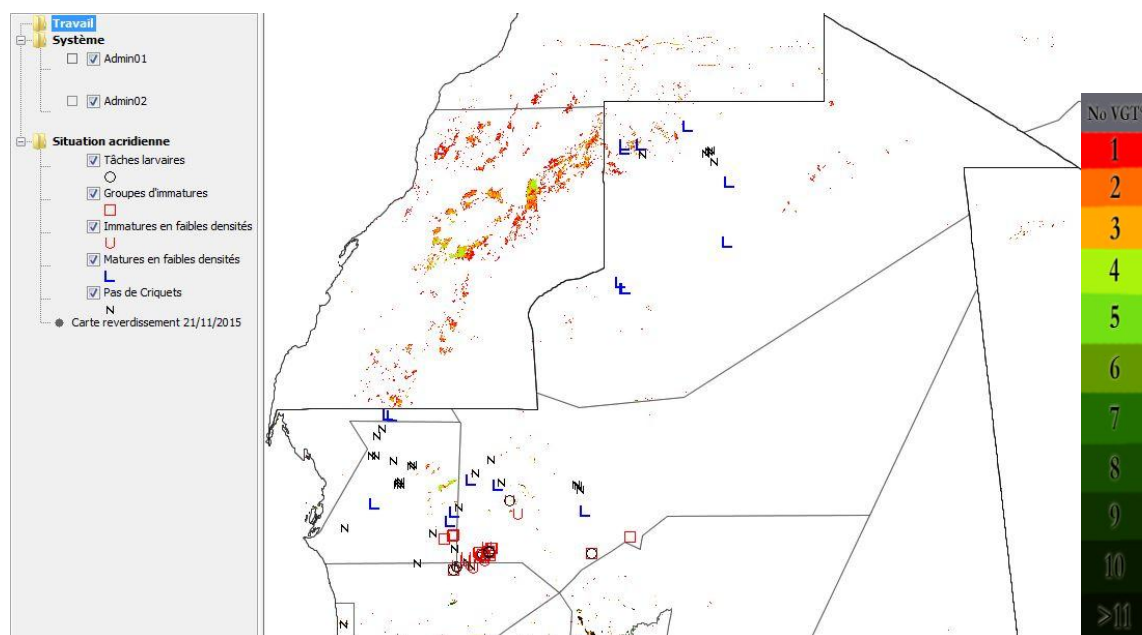 Travail
Système
Admin01
Admin02
Situation acridienne
Tâches larvaires
Groupes d'immatures
Immatures en faibles densités
Matures en faibles densités
Pas de Criquets
N
Carte reverdissement 21/11/2015
No VGT
1
2
3
4
5
6
7
8
9
10
>11